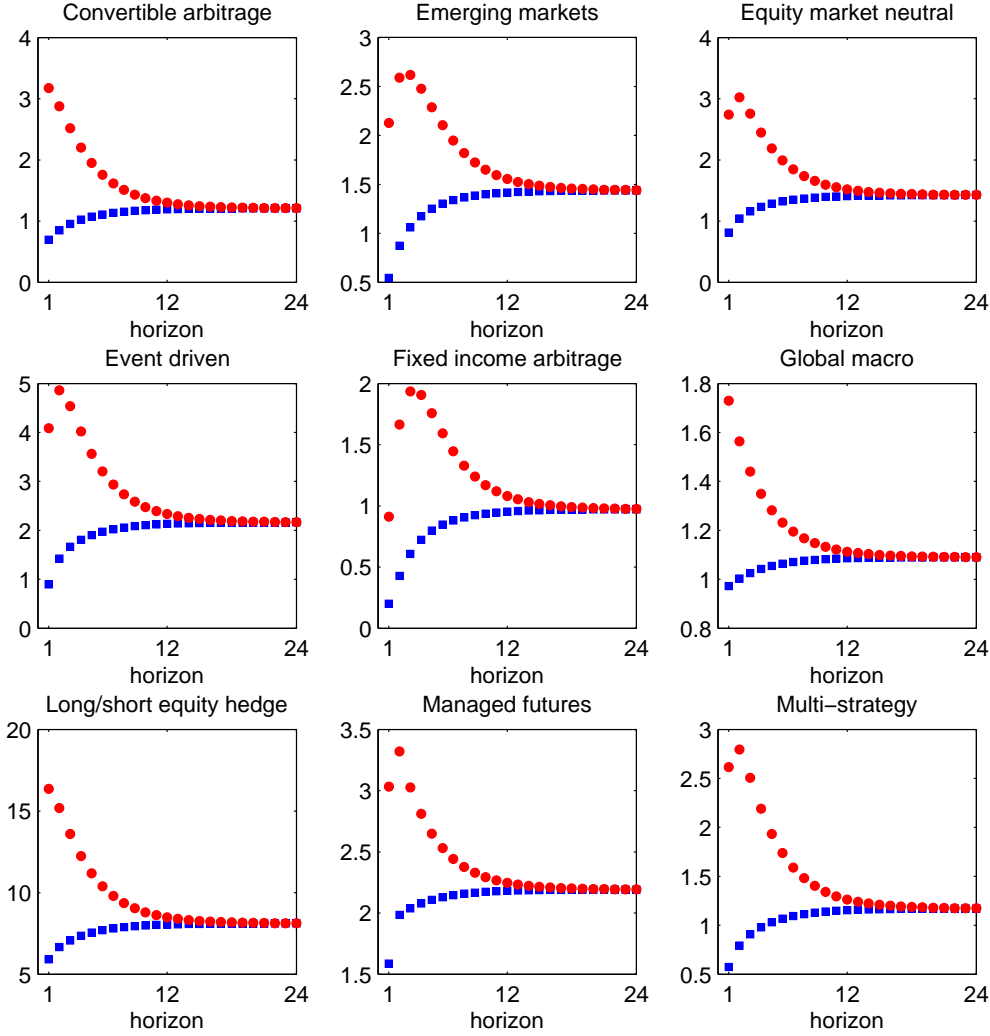 Convertible arbitrage
4
3
2
1
0
1 12 24
horizon
Emerging markets
3
2.5
2
1.5
1
0.5
1 12 24
horizon
Equity market neutral
4
3
2
1
0
1 12 24
horizon
Event driven
5
4
3
2
1
0
1 12 24
horizon
Fixed income arbitrage
2
1.5
1
0.5
0
1 12 24
horizon
Global macro
1.8
1.6
1.4
1.2
1
0.8
1 12 24
horizon
Long/short equity hedge
20
15
10
5
1 12 24
horizon
Managed futures
3.5
3
2.5
2
1.5
1 12 24
horizon
Multi−strategy
3
2.5
2
1.5
1
0.5
1 12 24
horizon